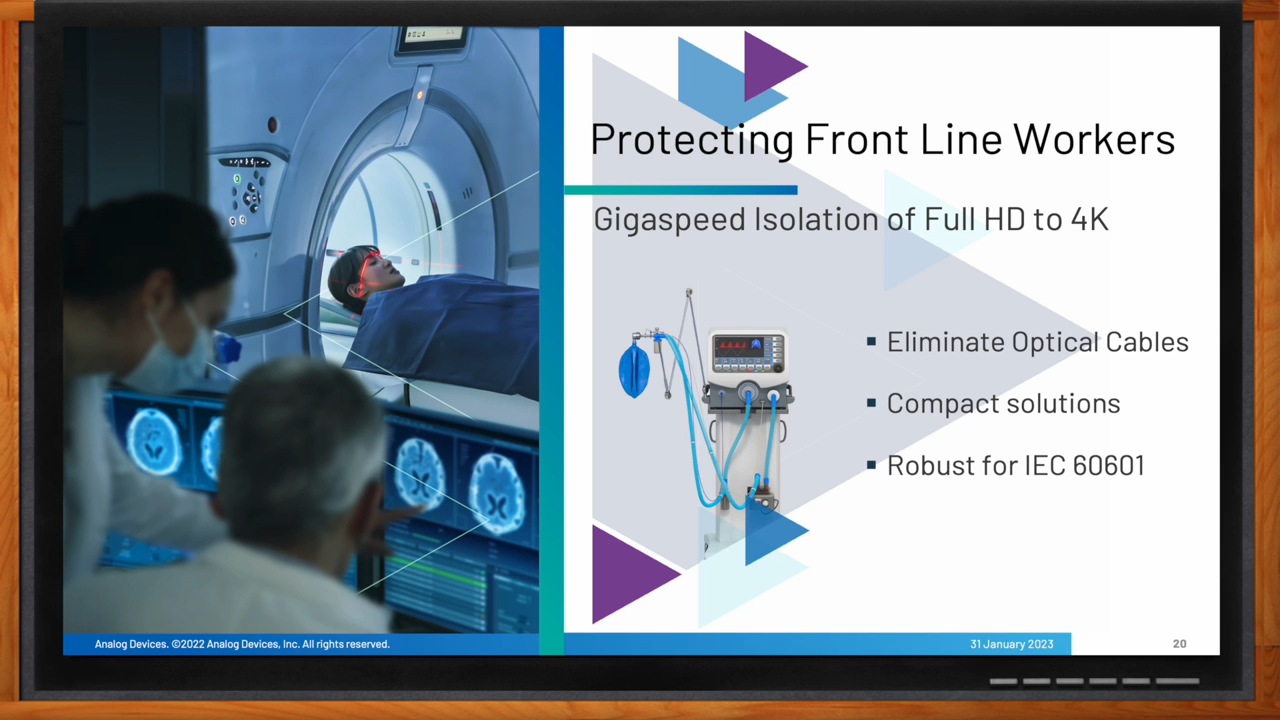 Protecting Front Line Workers
Gigaspeed Isolation of Full HD to 4K
▪ Eliminate Optical Cables
▪ Compact solutions
▪ Robust for IEC 60601
Analog Devices. ©2022 Analog Devices, Inc. All rights reserved.
31 January 2023
20